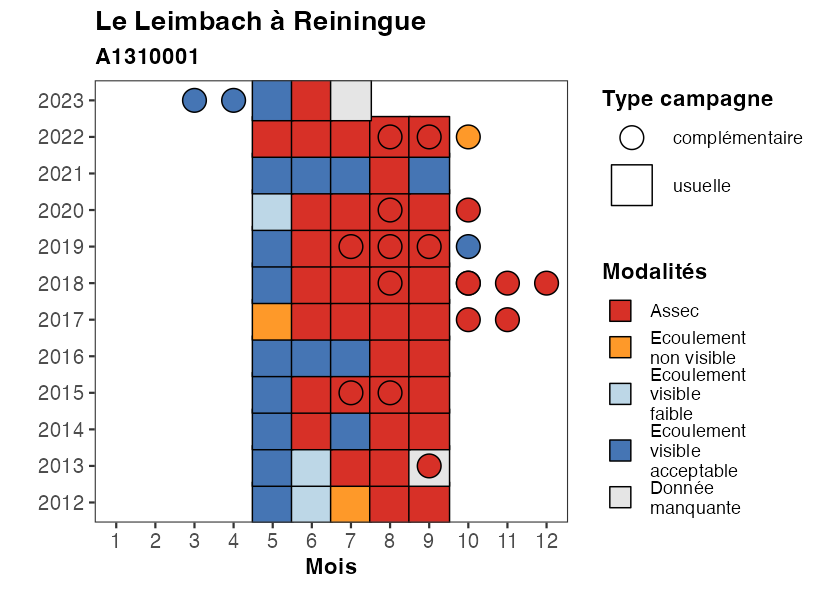 Le Leimbach à Reiningue
A1310001
2023
2022
2021
2020
2019
2018
2017
2016
2015
2014
2013
2012
1 2 3 4 5 6 7 8 9 10 11 12
Mois
Type campagne
complémentaire
usuelle
Modalités
Assec
Ecoulement
non visible
Ecoulement
visible
faible
Ecoulement
visible
acceptable
Donnée
manquante